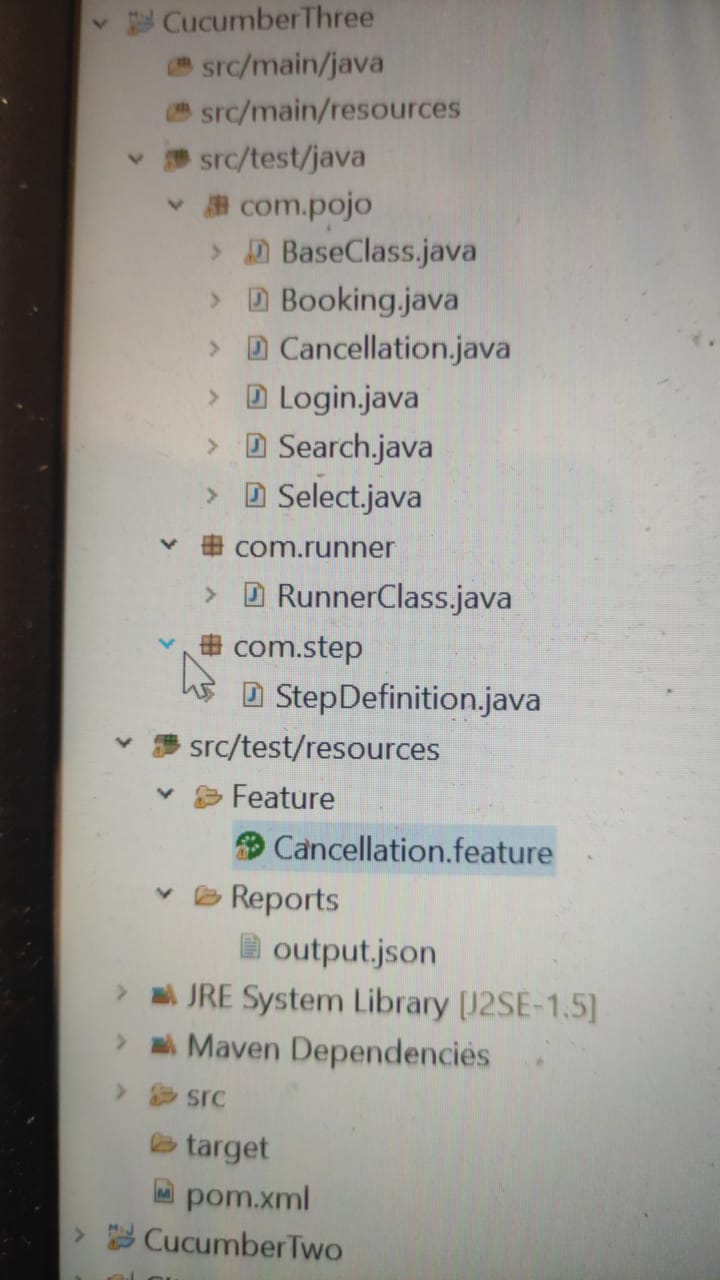 CucumberThree
src/main/java
src/main/resources
src/test/java
com.pojo
BaseClass.java
Booking.java
Cancellation.java
Login.java
Search.java
Select.java
com.runner
RunnerClass.java
com.step
StepDefinition.java
src/test/resources
Feature
Cancellation.feature
Reports
output.json
JRE System Library [J2SE-1.5]
Maven Dependencies
src
target
pom.xml
CucumberTwo